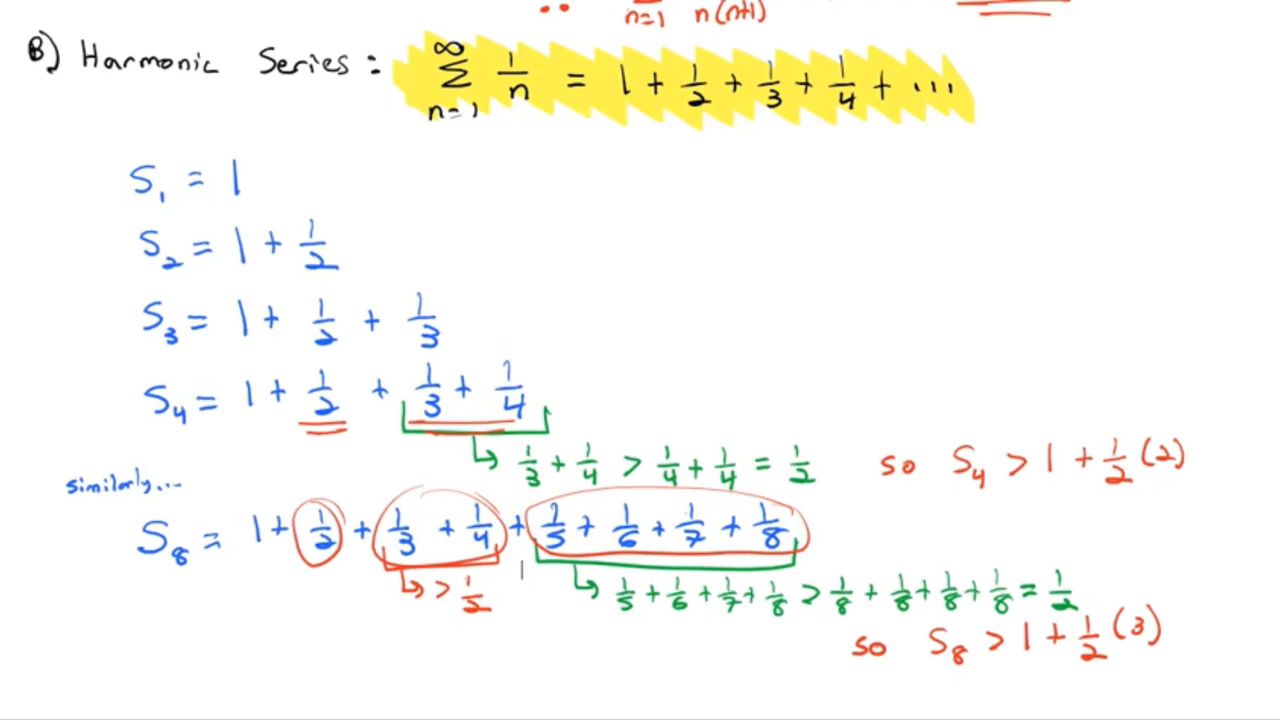 ∴ n=1 n(n+1)
B) Harmonic Series: ∞ Σ n=1 1/n = 1 + 1/2 + 1/3 + 1/4 + ...
S₁ = 1
S₂ = 1 + 1/2
S₃ = 1 + 1/2 + 1/3
S₄ = 1 + 1/2 + 1/3 + 1/4
↳ 1/3 + 1/4 > 1/4 + 1/4 = 1/2 so S₄ > 1 + 1/2 (2)
similarly...
S₈ = 1 + 1/2 + 1/3 + 1/4 + 1/5 + 1/6 + 1/7 + 1/8
↳ > 1/2 ↳ 1/5 + 1/6 + 1/7 + 1/8 > 1/8 + 1/8 + 1/8 + 1/8 = 1/2
so S₈ > 1 + 1/2 (3)